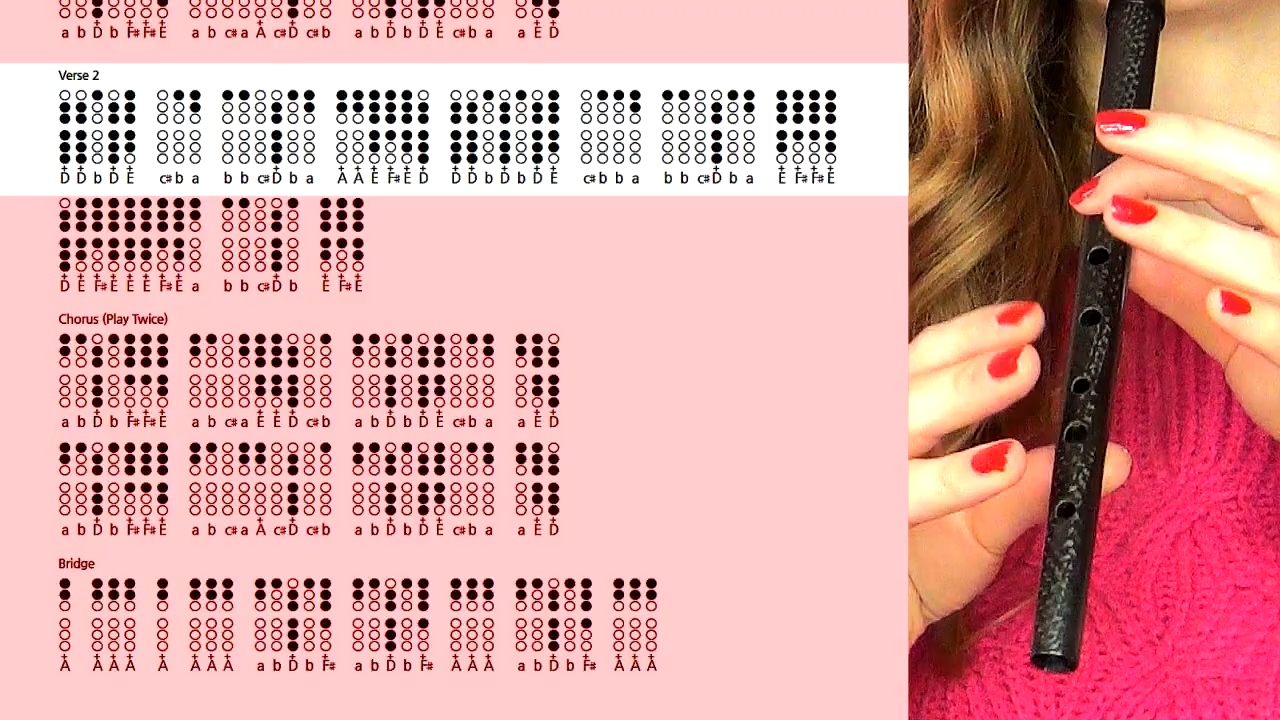 a b D b F# F# E a b c# a A c# D c# b a b D b D E c# b a a E D
Verse 2
D D b D E c# b a b b c# D b a A A E F# E D D D b D b D E c# b b a b b c# D b a E F# F# E
D E F# E E E F# E a b b c# D b E F# E
Chorus (Play Twice)
a b D b F# F# E a b c# a E E D c# b a b D b D E c# b a a E D
a b D b F# F# E a b c# a A c# D c# b a b D b D E c# b a a E D
Bridge
A A A A A A A A a b D b F# a b D b F# A A A a b D b F# A A A